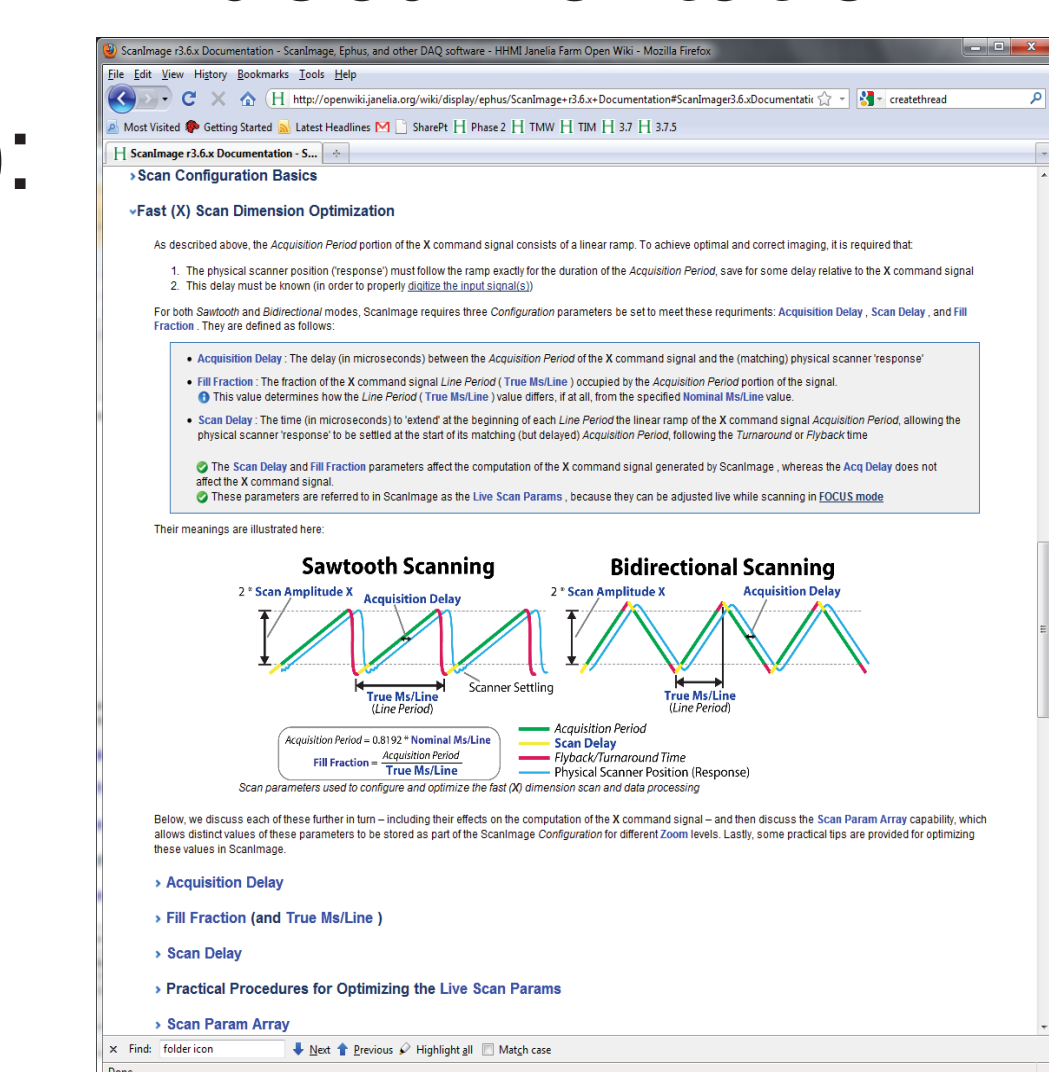 :
ScanImage r3.6.x Documentation - ScanImage, Ephus, and other DAQ software - HHMI Janelia Farm Open Wiki - Mozilla Firefox
File Edit View History Bookmarks Tools Help
http://openwiki.janelia.org/wiki/display/ephus/ScanImage+r3.6.x+Documentation#ScanImager3.6.xDocumentatic createthread
Most Visited Getting Started Latest Headlines SharePt Phase 2 TMW TIM 3.7 3.7.5
ScanImage r3.6.x Documentation - S...
Scan Configuration Basics
Fast (X) Scan Dimension Optimization
As described above, the Acquisition Period portion of the X command signal consists of a linear ramp. To achieve optimal and correct imaging, it is required that:
1. The physical scanner position ('response') must follow the ramp exactly for the duration of the Acquisition Period, save for some delay relative to the X command signal
2. This delay must be known (in order to properly digitize the input signal(s))
For both Sawtooth and Bidirectional modes, ScanImage requires three Configuration parameters be set to meet these requriments: Acquisition Delay , Scan Delay , and Fill
Fraction . They are defined as follows:
• Acquisition Delay : The delay (in microseconds) between the Acquisition Period of the X command signal and the (matching) physical scanner 'response'
• Fill Fraction : The fraction of the X command signal Line Period ( True Ms/Line ) occupied by the Acquisition Period portion of the signal.
This value determines how the Line Period ( True Ms/Line ) value differs, if at all, from the specified Nominal Ms/Line value.
• Scan Delay : The time (in microseconds) to 'extend' at the beginning of each Line Period the linear ramp of the X command signal Acquisition Period, allowing the
physical scanner 'response' to be settled at the start of its matching (but delayed) Acquisition Period, following the Turnaround or Flyback time
The Scan Delay and Fill Fraction parameters affect the computation of the X command signal generated by ScanImage , whereas the Acq Delay does not
affect the X command signal.
These parameters are referred to in ScanImage as the Live Scan Params , because they can be adjusted live while scanning in FOCUS mode
Their meanings are illustrated here:
Sawtooth Scanning
2 * Scan Amplitude X
Acquisition Delay
Scanner Settling
True Ms/Line
(Line Period)
Bidirectional Scanning
2 * Scan Amplitude X
Acquisition Delay
True Ms/Line
(Line Period)
Acquisition Period = 0.8192 * Nominal Ms/Line
Fill Fraction = Acquisition Period
True Ms/Line
Acquisition Period
Scan Delay
Flyback/Turnaround Time
Physical Scanner Position (Response)
Scan parameters used to configure and optimize the fast (X) dimension scan and data processing
Below, we discuss each of these further in turn – including their effects on the computation of the X command signal – and then discuss the Scan Param Array capability, which
allows distinct values of these parameters to be stored as part of the ScanImage Configuration for different Zoom levels. Lastly, some practical tips are provided for optimizing
these values in ScanImage.
Acquisition Delay
Fill Fraction (and True Ms/Line )
Scan Delay
Practical Procedures for Optimizing the Live Scan Params
Scan Param Array
× Find: folder icon Next Previous Highlight all Match case